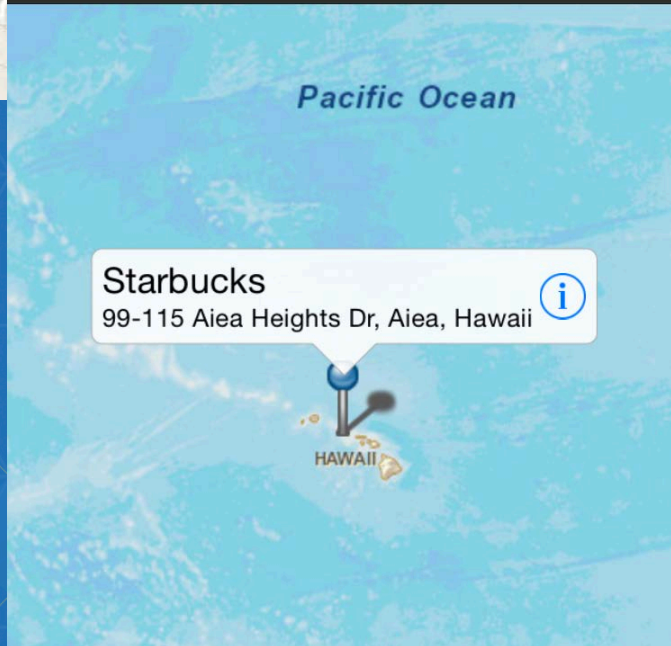 Pacific Ocean
Starbucks
99-115 Aiea Heights Dr, Aiea, Hawaii
i
HAWAII